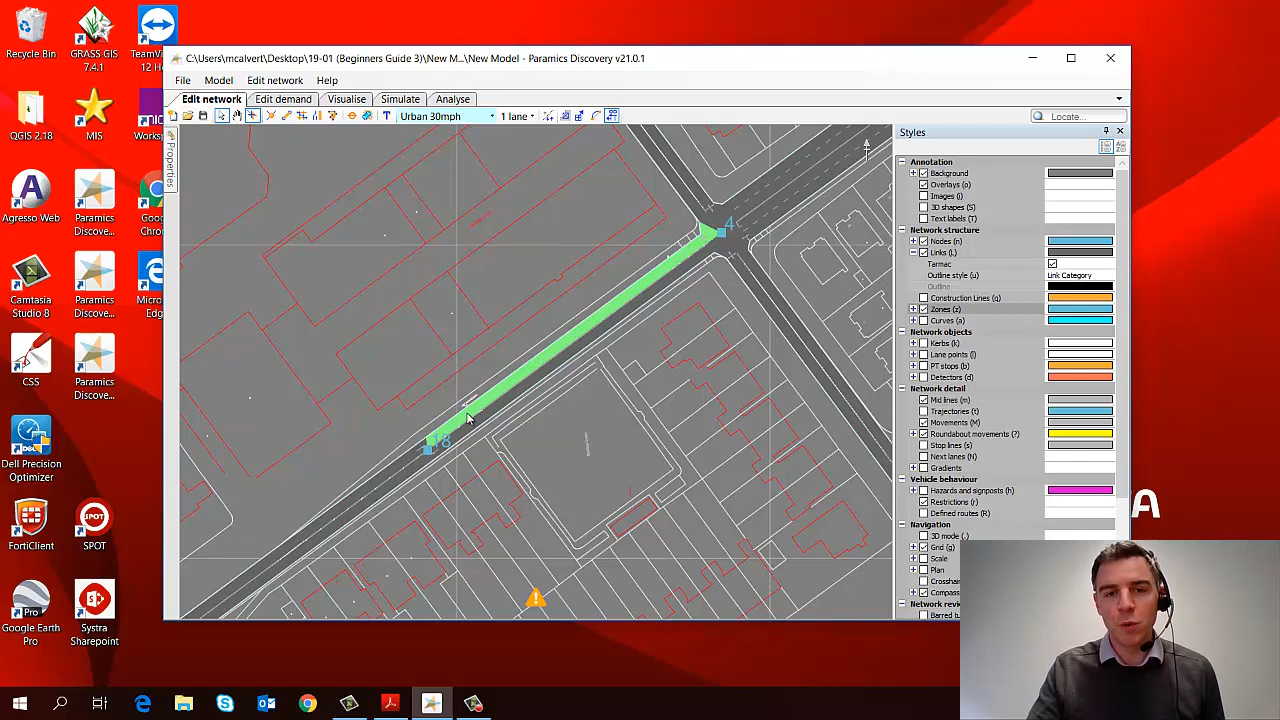 C:\Users\mcalvert\Desktop\19-01 (Beginners Guide 3)\New M...\New Model - Paramics Discovery v21.0.1
File Model Edit network Help
Edit network Edit demand Visualise Simulate Analyse
Urban 30mph 1 lane Locate...
Recycle Bin
GRASS GIS 7.4.1
TeamVi 12 H
QGIS 2.18
MIS
Works
Agresso Web
Paramics Discove...
Goo Chro
Camtasia Studio 8
Paramics Discove...
Micro Edg
CSS
Paramics Discove...
Dell Precision Optimizer
FortiClient
SPOT
Google Earth Pro
Systra Sharepoint
Properties
4
18
Styles
Annotation
Background
Overlays (o)
Images (i)
3D shapes (S)
Text labels (T)
Network structure
Nodes (n)
Links (L)
Tarmac
Outline style (u) Link Category
Outline
Construction Lines (q)
Zones (z)
Curves (a)
Network objects
Kerbs (k)
Lane points (l)
PT stops (b)
Detectors (d)
Network detail
Mid lines (m)
Trajectories (t)
Movements (M)
Roundabout movements (?)
Stop lines (s)
Next lanes (N)
Gradients
Vehicle behaviour
Hazards and signposts (h)
Restrictions (r)
Defined routes (R)
Navigation
3D mode (.)
Grid (g)
Scale
Plan
Crossha
Compass
Network revi
Barred tu
A